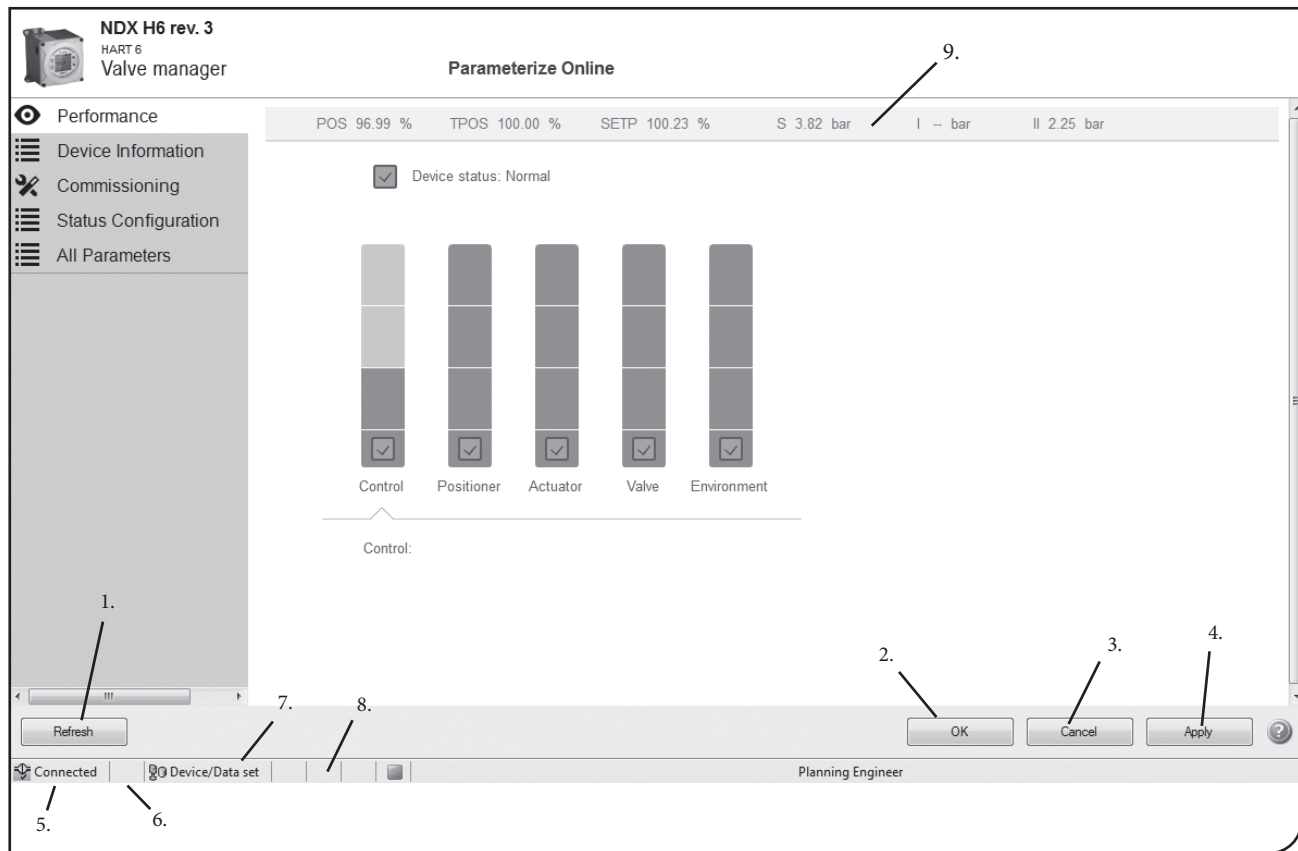 NDX H6 rev. 3
HART 6
Valve manager
Parameterize Online
9.
Performance
Device Information
Commissioning
Status Configuration
All Parameters
POS 96.99 % TPOS 100.00 % SETP 100.23 % S 3.82 bar I -- bar II 2.25 bar
Device status: Normal
Control Positioner Actuator Valve Environment
Control:
1.
2.
3.
4.
7.
8.
Refresh
OK
Cancel
Apply
?
Connected
Device/Data set
Planning Engineer
5.
6.